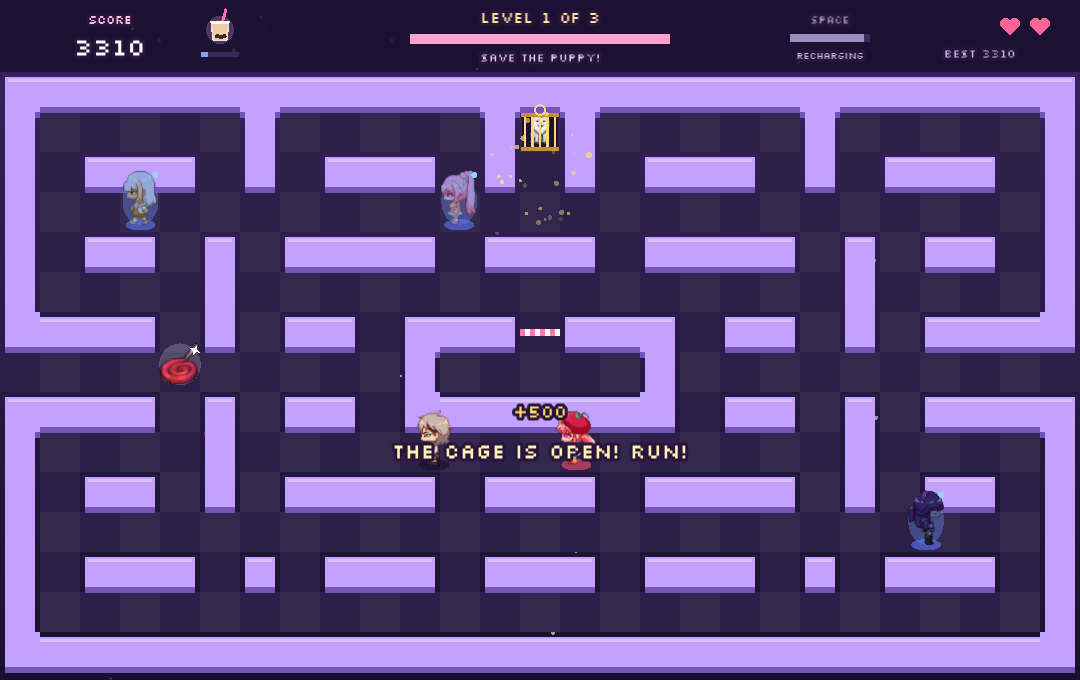 SCORE
3310
LEVEL 1 OF 3
SAVE THE PUPPY!
SPACE
RECHARGING
BEST 3310
+500
THE CAGE IS OPEN! RUN!